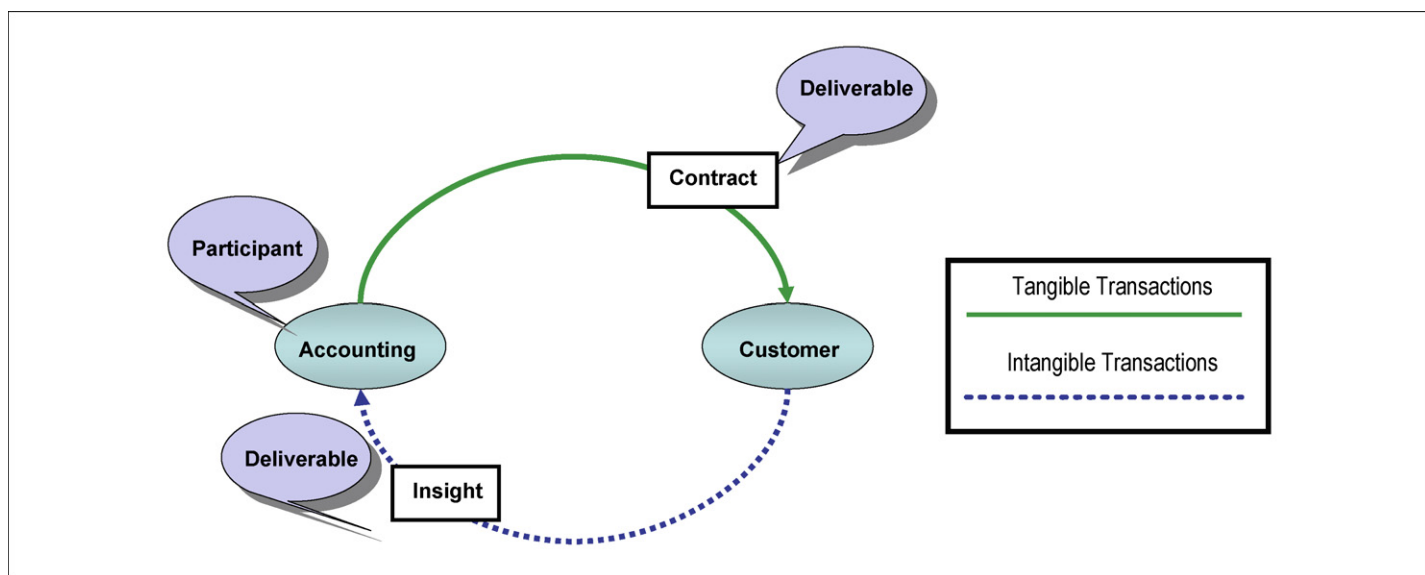 Deliverable
Contract
Participant
Tangible Transactions
Accounting
Customer
Intangible Transactions
Deliverable
Insight